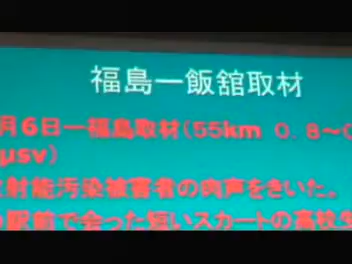 福島―飯舘取材
月6日―福島取材(55km 0.8～0
μsv)
射能汚染被害者の肉声をきいた。
駅前で会った短いスカートの高校生